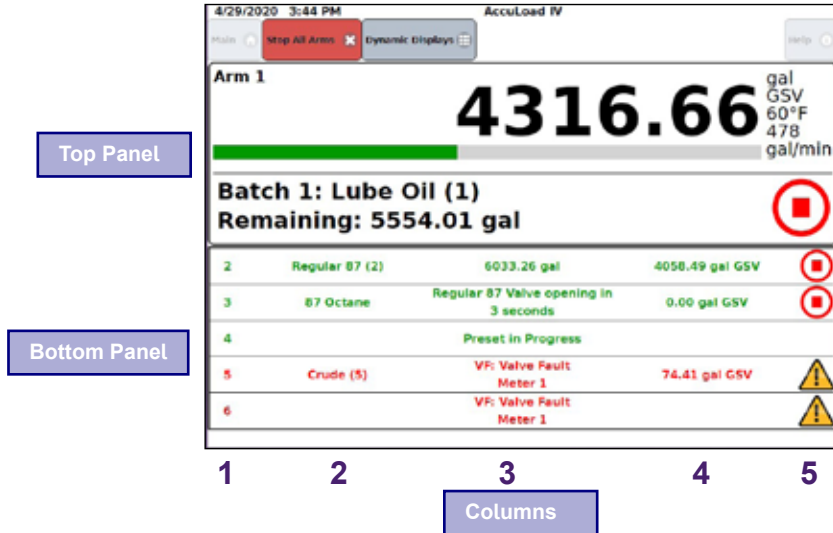 4/29/2020 3:44 PM AccuLoad IV
Main Stop All Arms Dynamic Displays Help
Arm 1
4316.66
gal
GSV
60°F
478
gal/min
Top Panel
Batch 1: Lube Oil (1)
Remaining: 5554.01 gal
2 Regular 87 (2) 6033.26 gal 4058.49 gal GSV
3 87 Octane Regular 87 Valve opening in 3 seconds 0.00 gal GSV
4 Preset in Progress
Bottom Panel
5 Crude (5) VF: Valve Fault Meter 1 74.41 gal GSV
6 VF: Valve Fault Meter 1
1 2 3 4 5
Columns